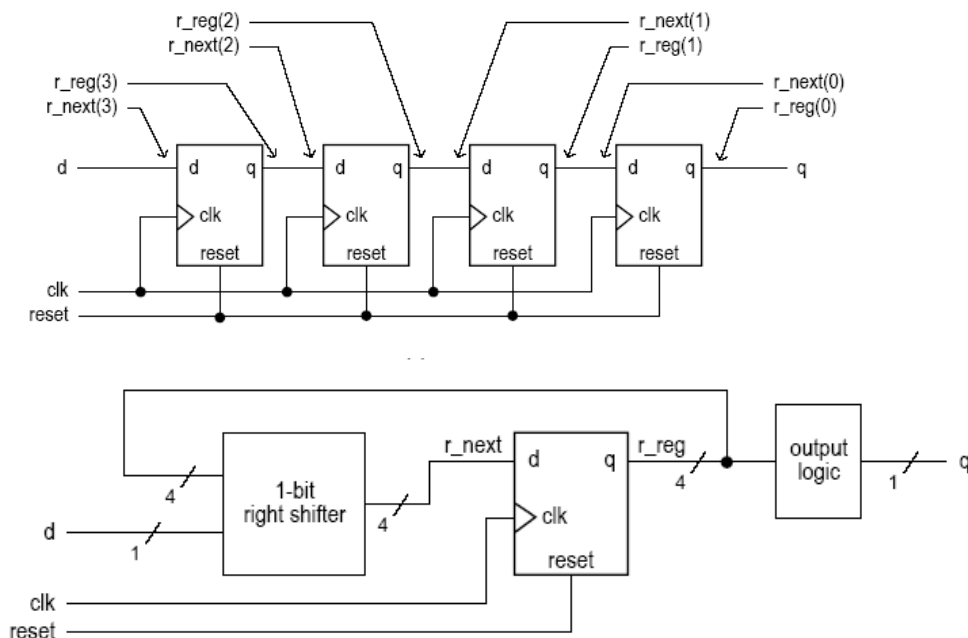 r_reg(2)
r_next(2)
r_next(1)
r_reg(1)
r_reg(3)
r_next(3)
r_next(0)
r_reg(0)
d
d
q
d
q
d
q
d
q
q
clk
clk
clk
clk
reset
reset
reset
reset
clk
reset
r_next
d
q
r_reg
4
output
logic
1
q
4
1-bit
right shifter
4
d
1
clk
reset
clk
reset